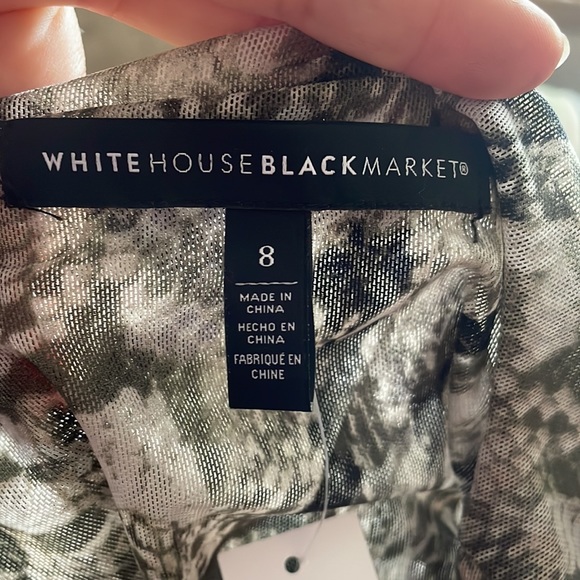 WHITE HOUSE BLACK MARKET®
8
MADE IN
CHINA
HECHO EN
CHINA
FABRIQUÉ EN
CHINE